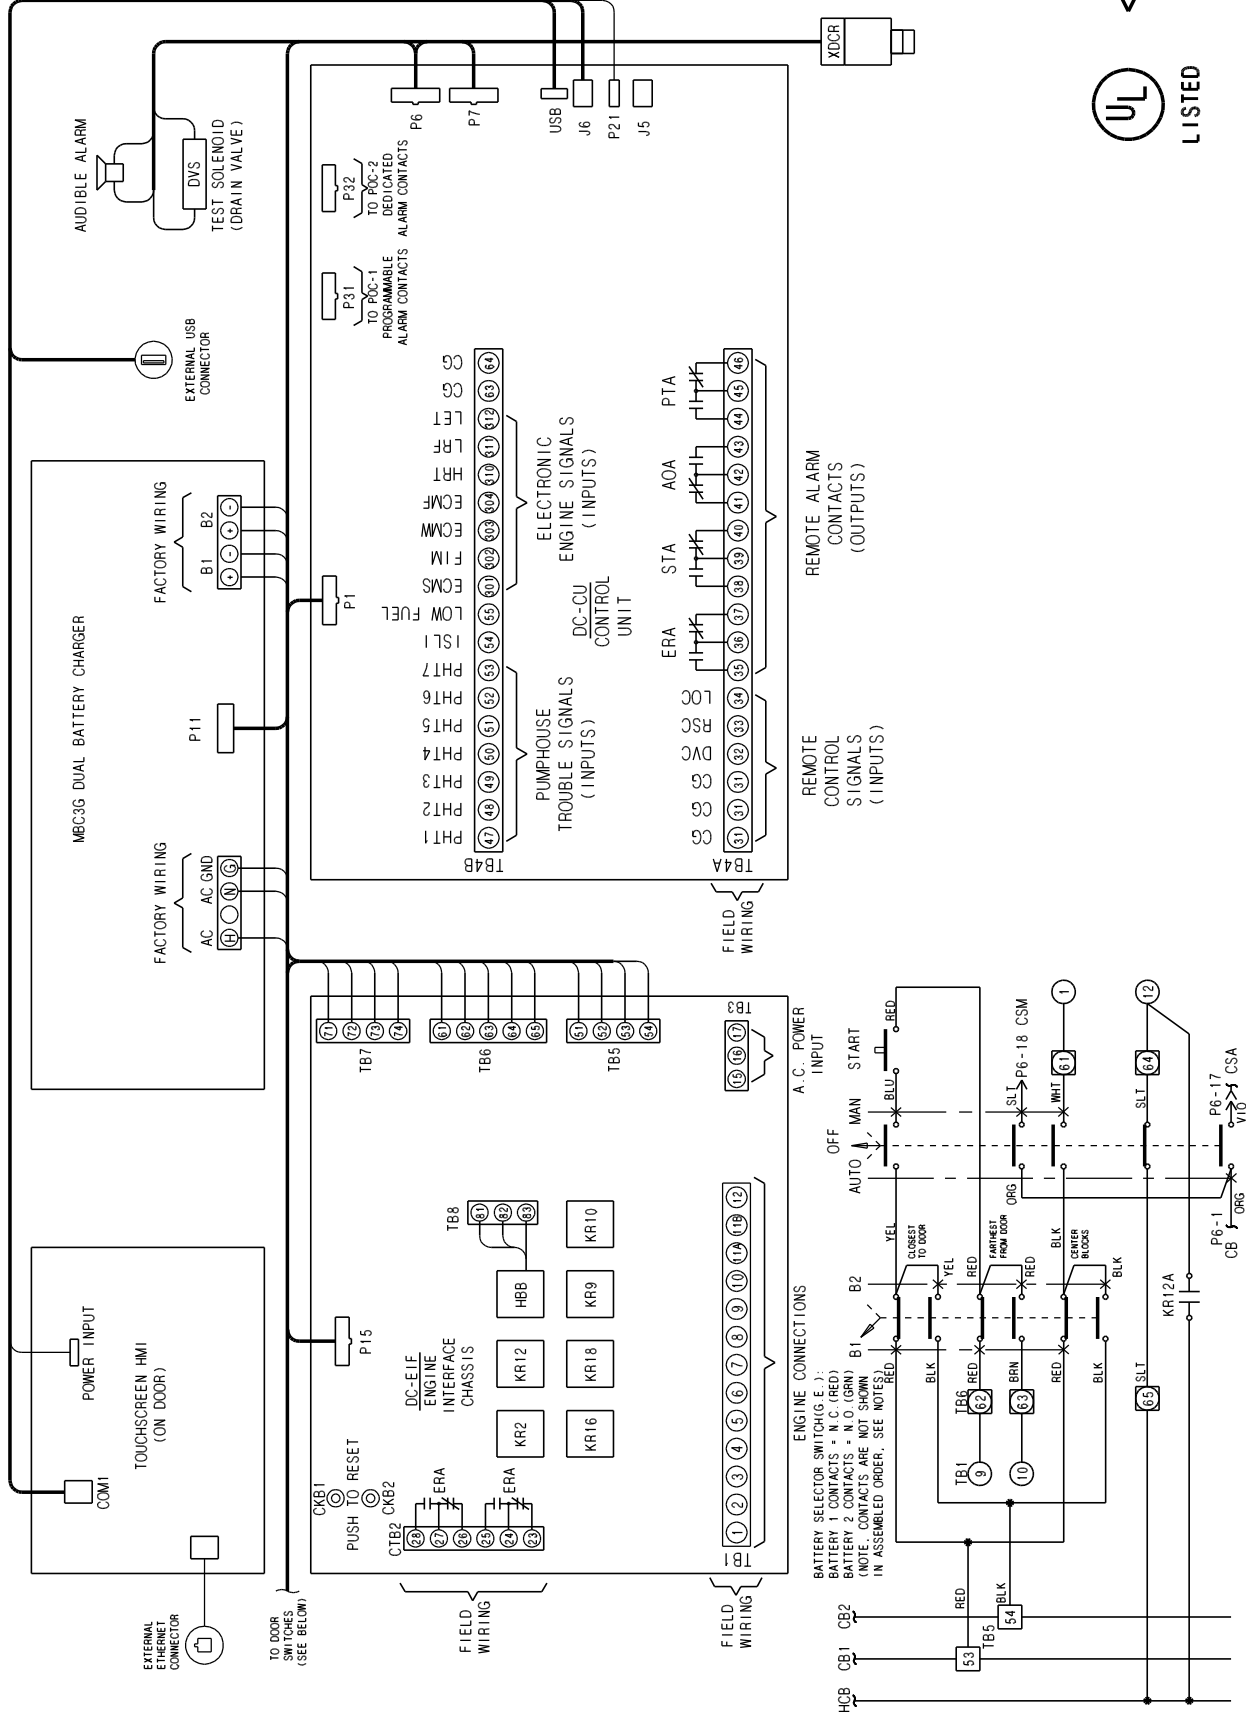 EXTERNAL
ETHERNET
CONNECTOR
COM1
TOUCHSCREEN HMI
(ON DOOR)
POWER INPUT
MBC3G DUAL BATTERY CHARGER
FACTORY WIRING
AC AC GND
H N G
P11
FACTORY WIRING
B1 B2
+ - + -
EXTERNAL USB
CONNECTOR
AUDIBLE ALARM
DVS
TEST SOLENOID
(DRAIN VALVE)
TO DOOR
SWITCHES
(SEE BELOW)
CKB1
PUSH TO RESET
CKB2
P15
DC-EIF
ENGINE
INTERFACE
CHASSIS
CTB2
28 27 26 25 24 23
ERA
ERA
FIELD
WIRING
KR2 KR12 HBB
KR16 KR18 KR9 KR10
TB8
81 82 83
TB7
71 72 73 74
TB6
61 62 63 64 65
TB5
51 52 53 54
TB3
15 16 17
A.C. POWER
INPUT
TB1
1 2 3 4 5 6 7 8 9 10 11A 11B 12
ENGINE CONNECTIONS
FIELD
WIRING
P1
P31
TO POC-1
PROGRAMMABLE
ALARM CONTACTS
P32
TO POC-2
DEDICATED
ALARM CONTACTS
P6
P7
USB
J6
P21
J5
XDCR
TB4B
PHT1 PHT2 PHT3 PHT4 PHT5 PHT6 PHT7 ISL1 LOW FUEL ECMS FIM ECMW ECMF HRT LRF LET CG CG
47 48 49 50 51 52 53 54 55 301 302 303 304 310 311 312 63 64
PUMPHOUSE
TROUBLE SIGNALS
(INPUTS)
ELECTRONIC
ENGINE SIGNALS
(INPUTS)
DC-CU
CONTROL
UNIT
ERA STA AOA PTA
TB4A
CG CG CG DVC RSC LOC
31 31 31 32 33 34 35 36 37 38 39 40 41 42 43 44 45 46
FIELD
WIRING
REMOTE
CONTROL
SIGNALS
(INPUTS)
REMOTE ALARM
CONTACTS
(OUTPUTS)
UL
LISTED
BATTERY SELECTOR SWITCH(G.E.):
BATTERY 1 CONTACTS = N.C.(RED)
BATTERY 2 CONTACTS = N.O.(GRN)
(NOTE, CONTACTS ARE NOT SHOWN
IN ASSEMBLED ORDER, SEE NOTES)
B1 B2
AUTO OFF MAN
START
RED YEL BLU RED
CLOSEST
TO DOOR
BLK YEL
TB1 TB6
9 62 RED RED
FARTHEST
FROM DOOR
10 63 BRN RED
ORG SLT P6-18 CSM
RED BLK WHT 61 1
CENTER
BLOCKS
BLK BLK
65 SLT SLT 64 12
KR12A
P6-1
CB ORG
P6-17
VIO CSA
HCB CB1 CB2
53 RED
TB5
54 BLK